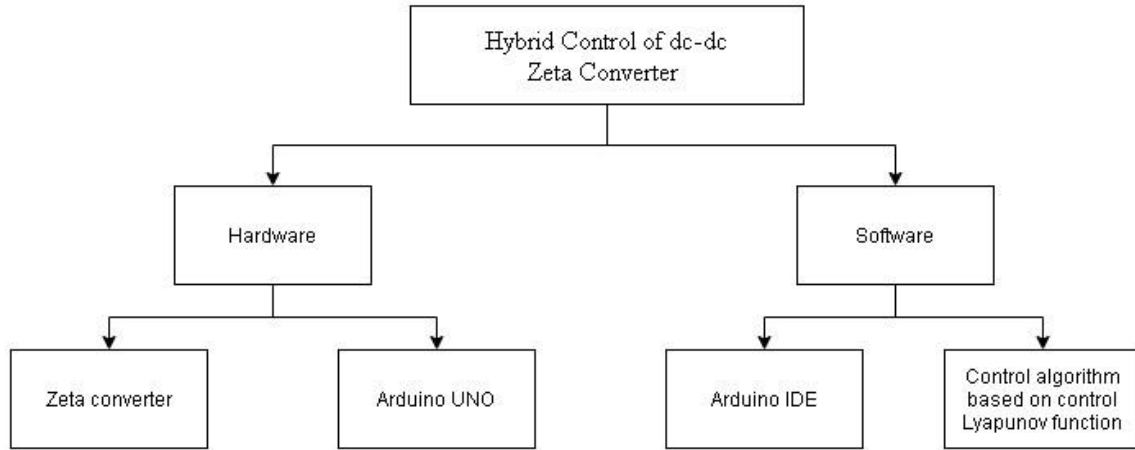 Hybrid Control of dc-dc
Zeta Converter
Hardware
Software
Zeta converter
Arduino UNO
Arduino IDE
Control algorithm
based on control
Lyapunov function